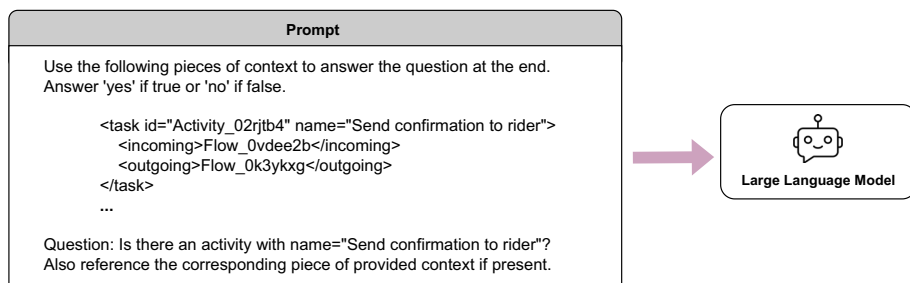 Prompt
Use the following pieces of context to answer the question at the end.
Answer 'yes' if true or 'no' if false.
<task id="Activity_02rjtb4" name="Send confirmation to rider">
<incoming>Flow_0vdee2b</incoming>
<outgoing>Flow_0k3ykxg</outgoing>
</task>
...
Question: Is there an activity with name="Send confirmation to rider"?
Also reference the corresponding piece of provided context if present.
Large Language Model